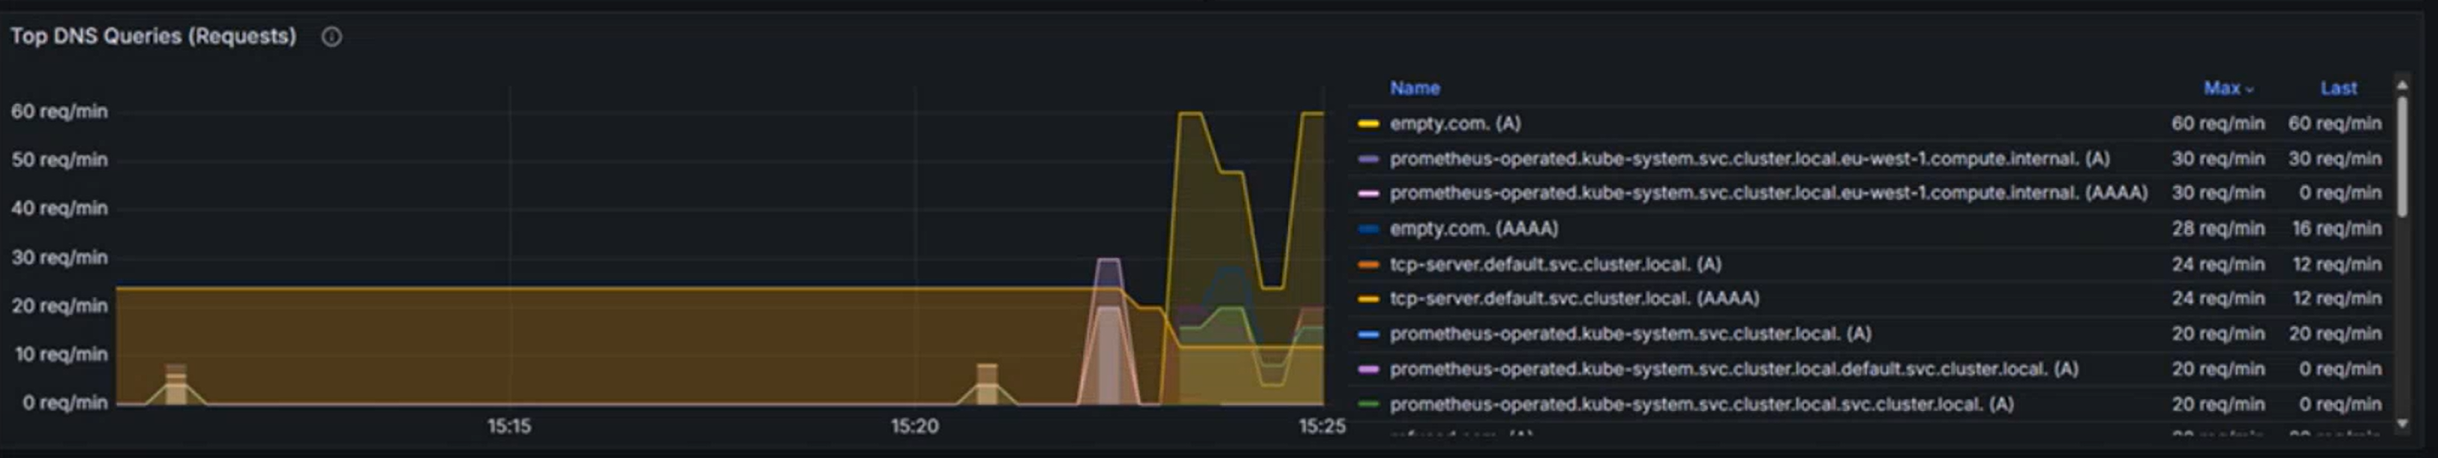 Top DNS Queries (Requests)
Name Max Last
60 req/min
50 req/min
40 req/min
30 req/min
20 req/min
10 req/min
0 req/min
15:15 15:20 15:25
empty.com. (A) 60 req/min 60 req/min
prometheus-operated.kube-system.svc.cluster.local.eu-west-1.compute.internal. (A) 30 req/min 30 req/min
prometheus-operated.kube-system.svc.cluster.local.eu-west-1.compute.internal. (AAAA) 30 req/min 0 req/min
empty.com. (AAAA) 28 req/min 16 req/min
tcp-server.default.svc.cluster.local. (A) 24 req/min 12 req/min
tcp-server.default.svc.cluster.local. (AAAA) 24 req/min 12 req/min
prometheus-operated.kube-system.svc.cluster.local. (A) 20 req/min 20 req/min
prometheus-operated.kube-system.svc.cluster.local.default.svc.cluster.local. (A) 20 req/min 0 req/min
prometheus-operated.kube-system.svc.cluster.local.svc.cluster.local. (A) 20 req/min 0 req/min